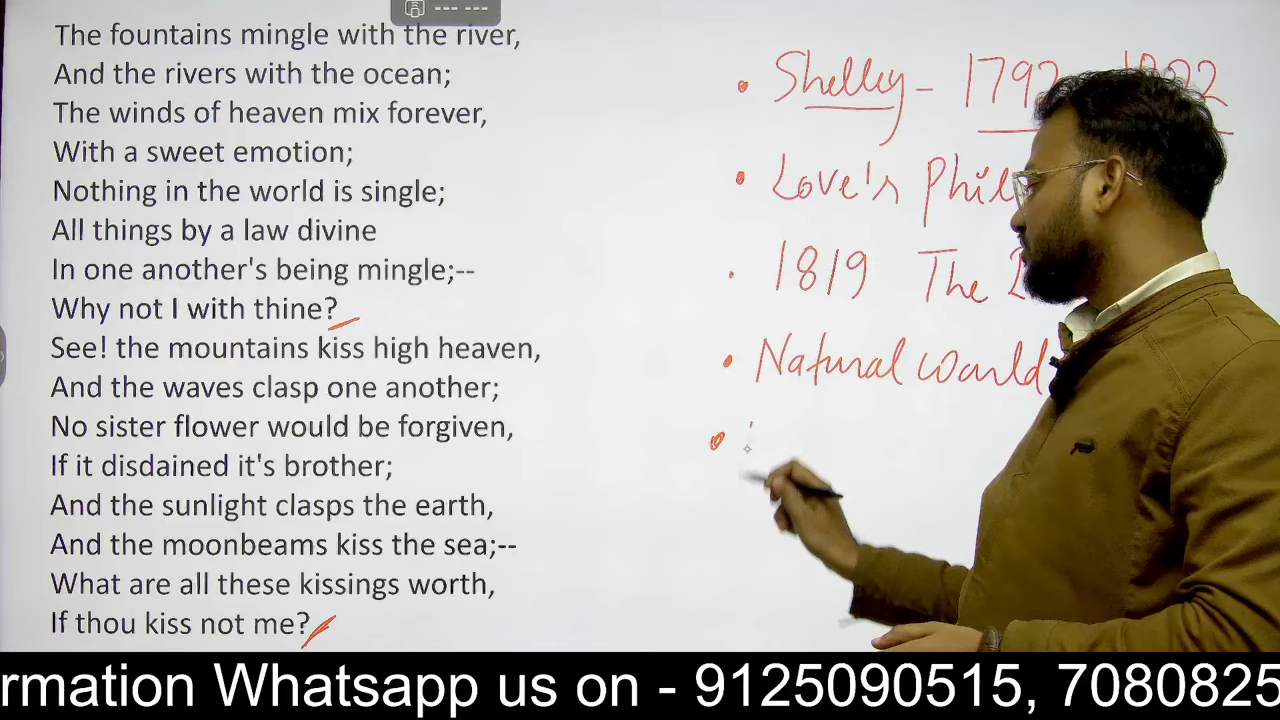 The fountains mingle with the river,
And the rivers with the ocean;
The winds of heaven mix forever,
With a sweet emotion;
Nothing in the world is single;
All things by a law divine
In one another's being mingle;--
Why not I with thine?
See! the mountains kiss high heaven,
And the waves clasp one another;
No sister flower would be forgiven,
If it disdained it's brother;
And the sunlight clasps the earth,
And the moonbeams kiss the sea;--
What are all these kissings worth,
If thou kiss not me?
• Shelley - 1792
• Love's Phil
• 1819 The
• Natural world
•
rmation Whatsapp us on - 9125090515, 7080825